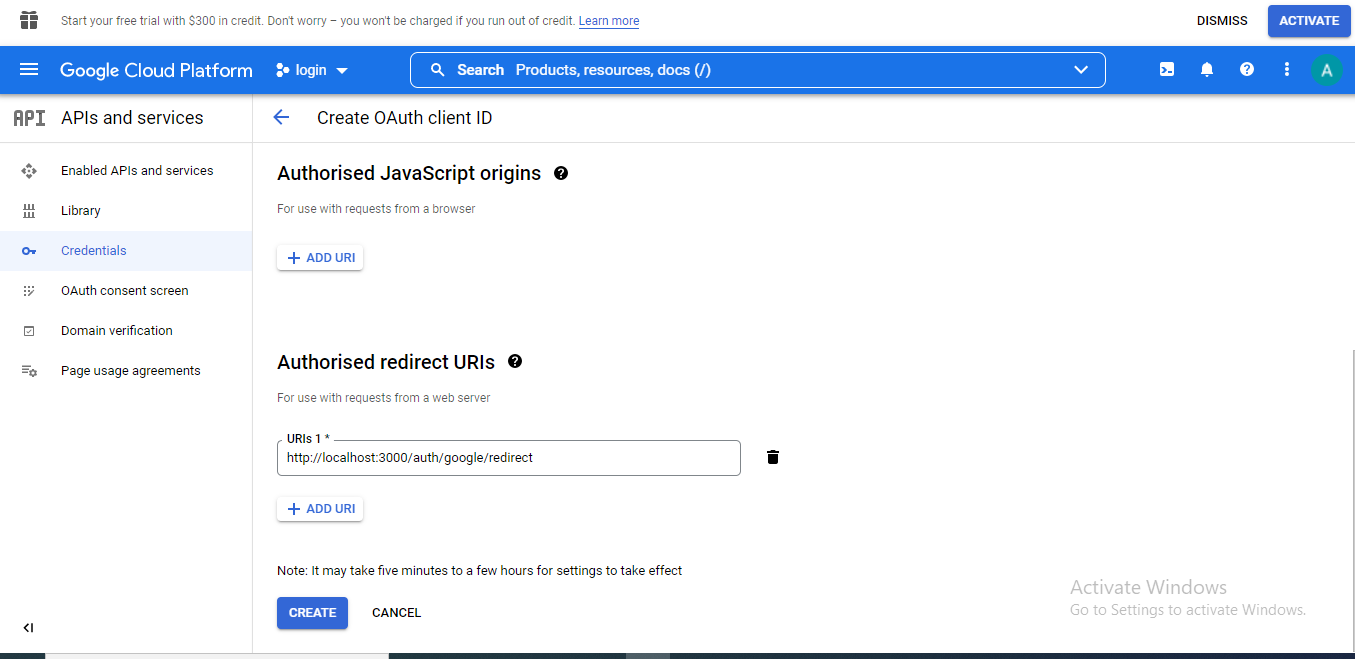 Start your free trial with $300 in credit. Don't worry – you won't be charged if you run out of credit. Learn more
DISMISS
ACTIVATE
Google Cloud Platform
login
Search Products, resources, docs (/)
A
API APIs and services
Create OAuth client ID
Enabled APIs and services
Library
Credentials
OAuth consent screen
Domain verification
Page usage agreements
Authorised JavaScript origins
For use with requests from a browser
ADD URI
Authorised redirect URIs
For use with requests from a web server
URIs 1 *
http://localhost:3000/auth/google/redirect
ADD URI
Note: It may take five minutes to a few hours for settings to take effect
CREATE
CANCEL
Activate Windows
Go to Settings to activate Windows.